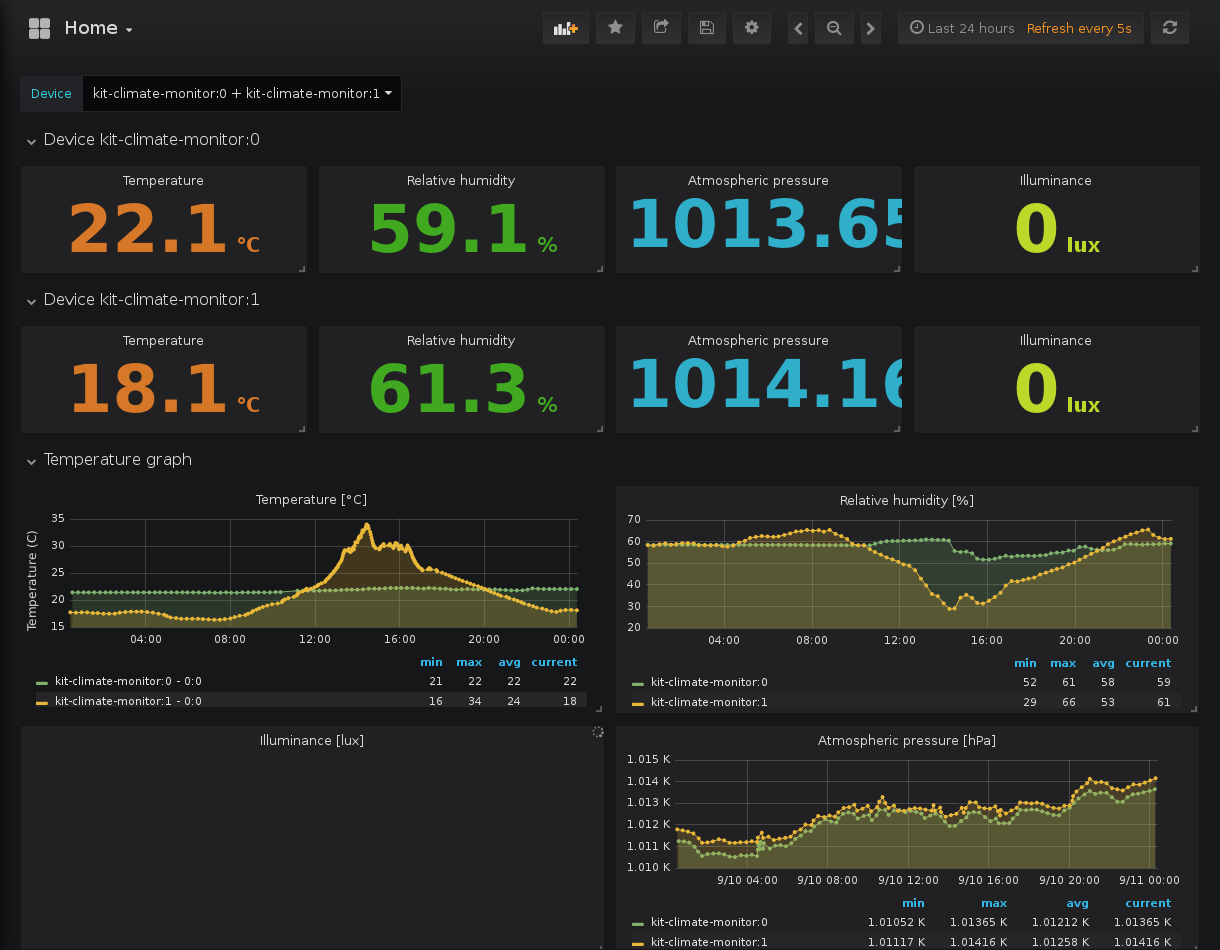 Home
Last 24 hours Refresh every 5s
Device kit-climate-monitor:0 + kit-climate-monitor:1
Device kit-climate-monitor:0
Temperature Relative humidity Atmospheric pressure Illuminance
22.1 °C 59.1 % 1013.65 0 lux
Device kit-climate-monitor:1
Temperature Relative humidity Atmospheric pressure Illuminance
18.1 °C 61.3 % 1014.16 0 lux
Temperature graph
Temperature [°C]
Temperature (C)
35
30
25
20
15
04:00 08:00 12:00 16:00 20:00 00:00
min max avg current
kit-climate-monitor:0 - 0:0 21 22 22 22
kit-climate-monitor:1 - 0:0 16 34 24 18
Relative humidity [%]
70
60
50
40
30
20
04:00 08:00 12:00 16:00 20:00 00:00
min max avg current
kit-climate-monitor:0 52 61 58 59
kit-climate-monitor:1 29 66 53 61
Illuminance [lux]
Atmospheric pressure [hPa]
1.015 K
1.014 K
1.013 K
1.012 K
1.011 K
1.010 K
9/10 04:00 9/10 08:00 9/10 12:00 9/10 16:00 9/10 20:00 9/11 00:00
min max avg current
kit-climate-monitor:0 1.01052 K 1.01365 K 1.01212 K 1.01365 K
kit-climate-monitor:1 1.01117 K 1.01416 K 1.01258 K 1.01416 K